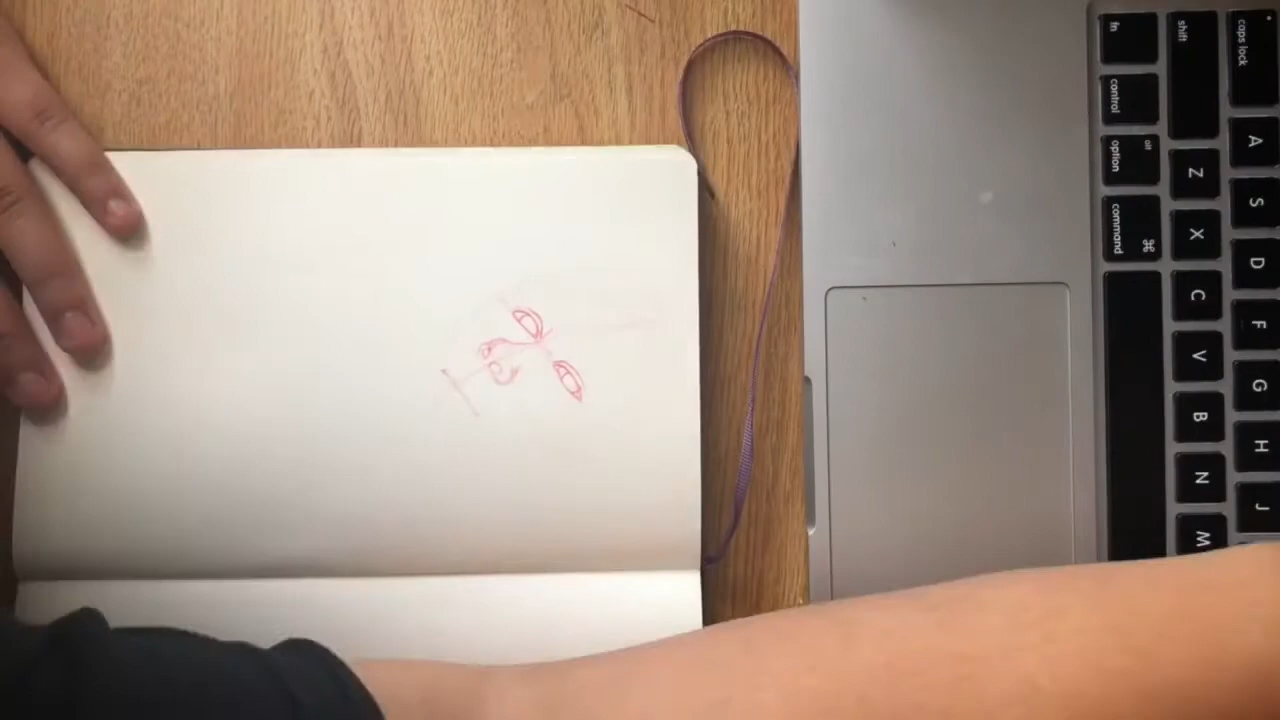 fn control alt option command ⌘
shift Z X C V B N M
caps lock A S D F G H J